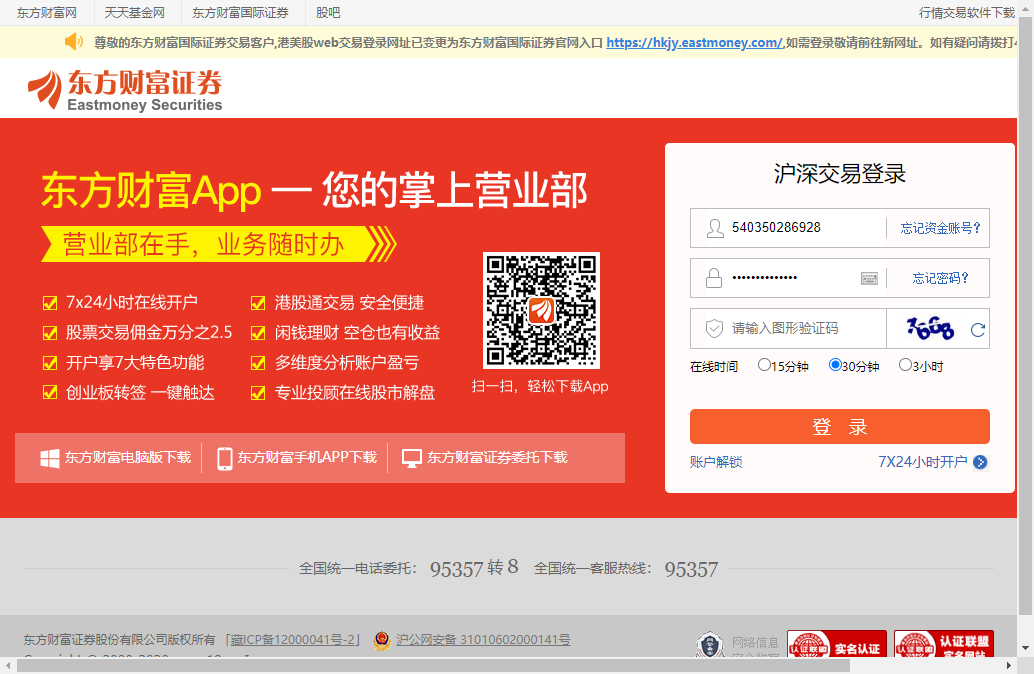 东方财富网 天天基金网 东方财富国际证券 股吧 行情交易软件下载
尊敬的东方财富国际证券交易客户,港美股web交易登录网址已变更为东方财富国际证券官网入口 https://hkjy.eastmoney.com/,如需登录敬请前往新网址。如有疑问请拨打
东方财富证券
Eastmoney Securities
东方财富App — 您的掌上营业部
营业部在手，业务随时办
7x24小时在线开户 港股通交易 安全便捷
股票交易佣金万分之2.5 闲钱理财 空仓也有收益
开户享7大特色功能 多维度分析账户盈亏
创业板转签 一键触达 专业投顾在线股市解盘
扫一扫，轻松下载App
东方财富电脑版下载 东方财富手机APP下载 东方财富证券委托下载
沪深交易登录
540350286928 忘记资金账号?
•••••••••••••• 忘记密码?
请输入图形验证码
在线时间 15分钟 30分钟 3小时
登 录
账户解锁 7X24小时开户
全国统一电话委托： 95357 转 8 全国统一客服热线： 95357
东方财富证券股份有限公司版权所有 [藏ICP备12000041号-2] 沪公网安备 31010602000141号
网络信息
认证联盟 实名认证
认证联盟 认证联盟